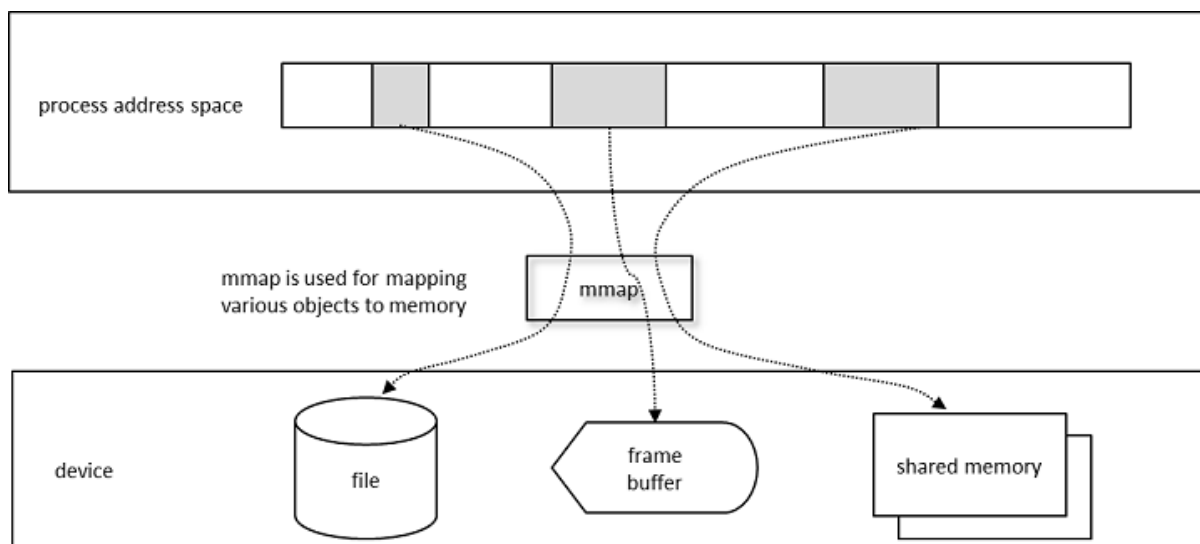 process address space
mmap is used for mapping
various objects to memory
mmap
device
file
frame
buffer
shared memory